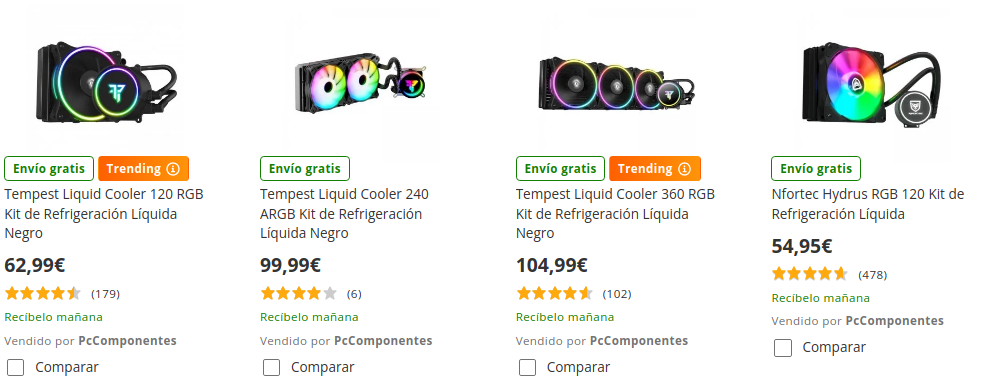 Envío gratis Trending
Tempest Liquid Cooler 120 RGB
Kit de Refrigeración Líquida
Negro
62,99€
(179)
Recíbelo mañana
Vendido por PcComponentes
Comparar
Envío gratis
Tempest Liquid Cooler 240
ARGB Kit de Refrigeración
Líquida Negro
99,99€
(6)
Recíbelo mañana
Vendido por PcComponentes
Comparar
Envío gratis Trending
Tempest Liquid Cooler 360 RGB
Kit de Refrigeración Líquida
Negro
104,99€
(102)
Recíbelo mañana
Vendido por PcComponentes
Comparar
Envío gratis
Nfortec Hydrus RGB 120 Kit de
Refrigeración Líquida
54,95€
(478)
Recíbelo mañana
Vendido por PcComponentes
Comparar